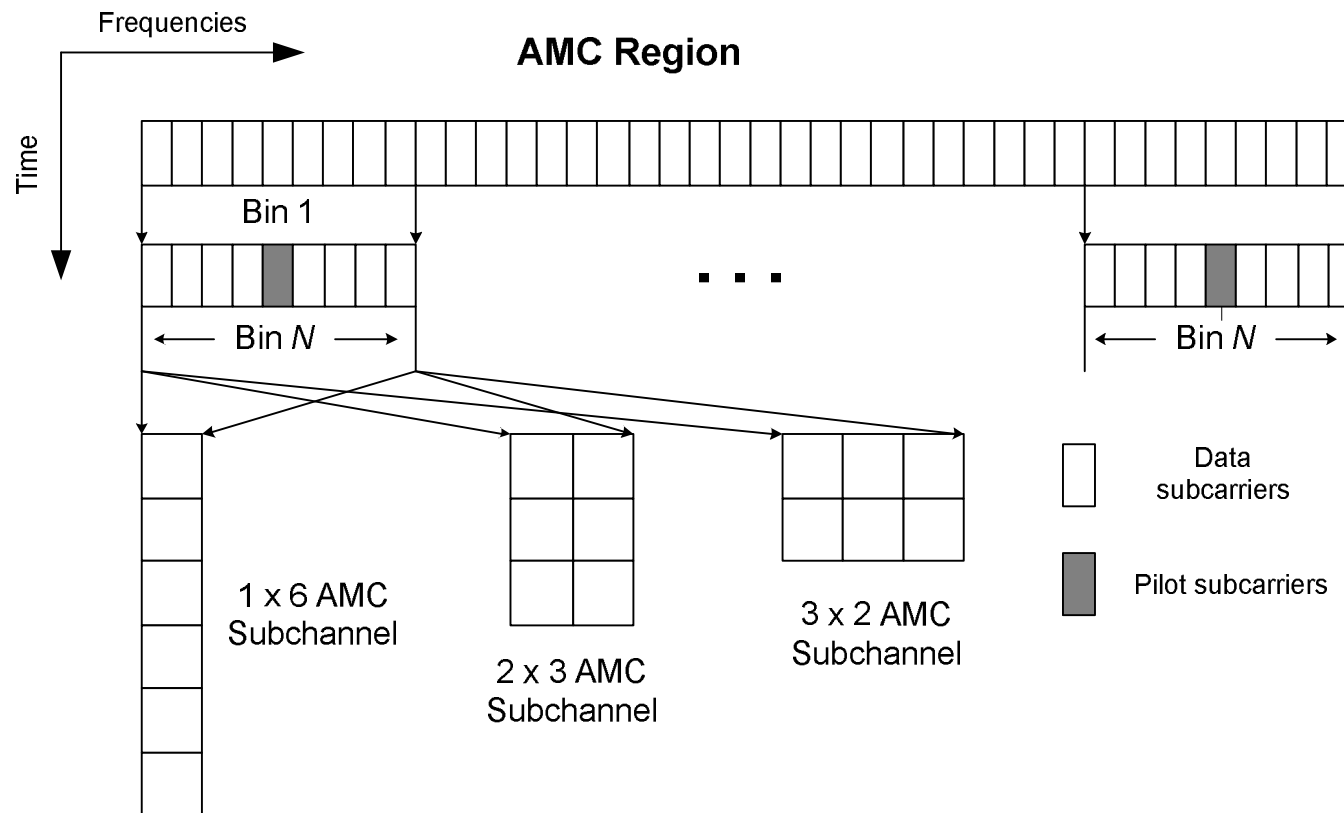 Frequencies
AMC Region
Time
Bin 1
Bin N
Bin N
Data
subcarriers
Pilot subcarriers
1 x 6 AMC
Subchannel
2 x 3 AMC
Subchannel
3 x 2 AMC
Subchannel